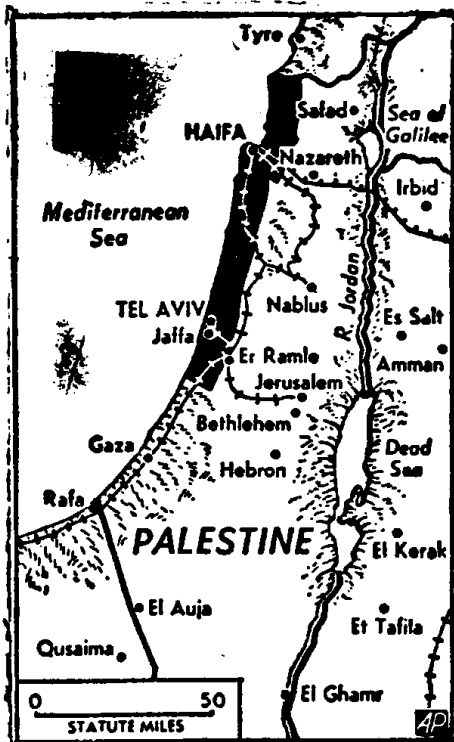 Tyre
Safad
Sea of
Galilee
HAIFA
Nazareth
Irbid
Mediterranean
Sea
R. Jordan
Nablus
TEL AVIV
Jaffa
Es Salt
Er Ramle
Amman
Jerusalem
Bethlehem
Gaza
Hebron
Dead
Sea
Rafa
PALESTINE
El Kerak
El Auja
Et Tafila
Qusaima
El Ghamr
0 50
STATUTE MILES
AP